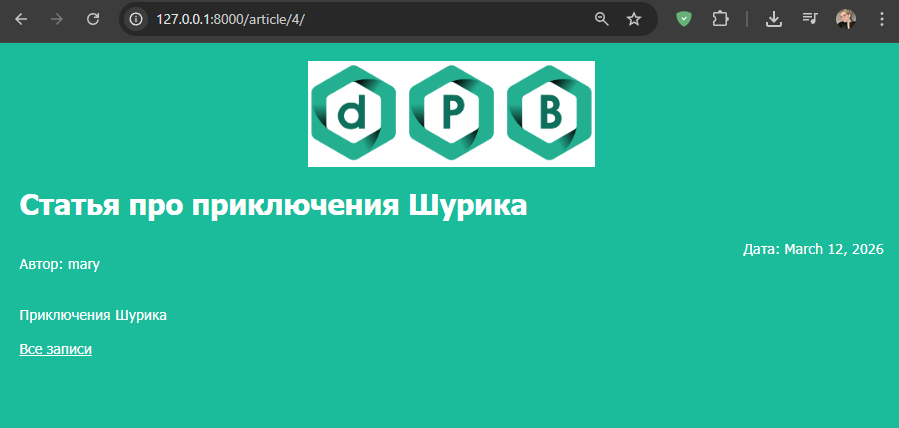 127.0.0.1:8000/article/4/
d P B
Статья про приключения Шурика
Дата: March 12, 2026
Автор: mary
Приключения Шурика
Все записи